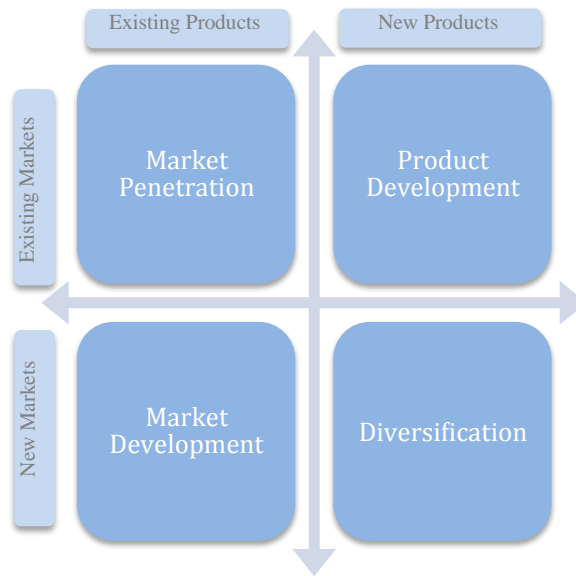 Existing Products
New Products
Existing Markets
Market
Penetration
Product
Development
New Markets
Market
Development
Diversification